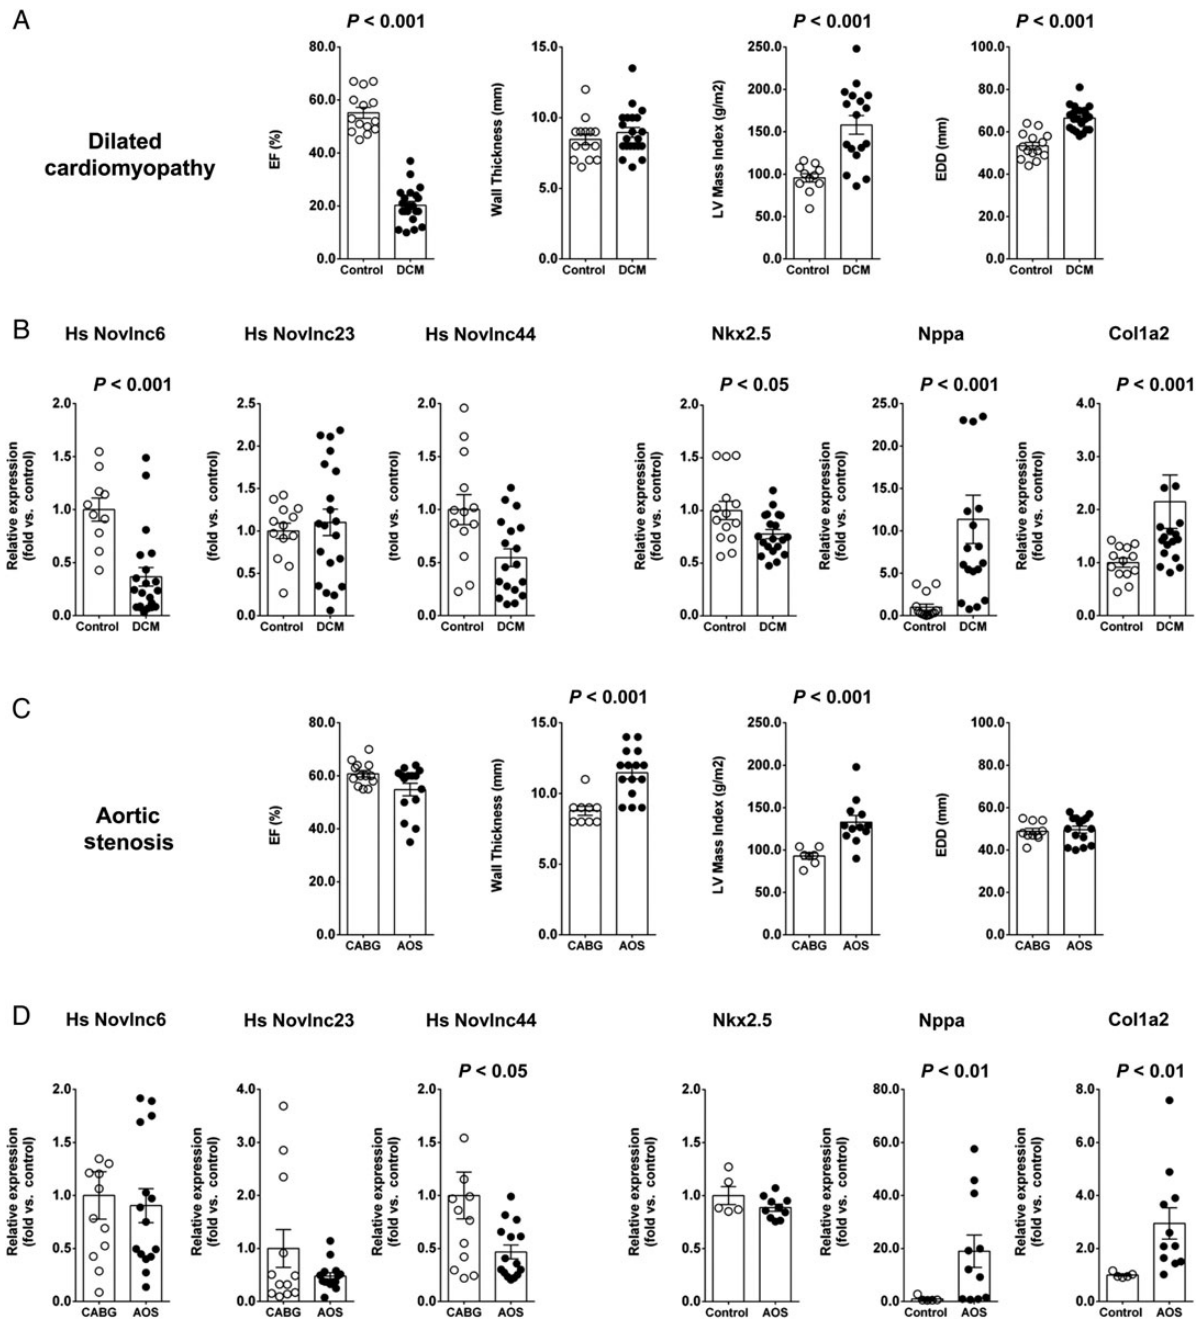 A
Dilated
cardiomyopathy
P < 0.001
EF (%)
80.0
60.0
40.0
20.0
0.0
Control DCM
Wall Thickness (mm)
15.0
10.0
5.0
0.0
Control DCM
P < 0.001
LV Mass Index (g/m2)
250.0
200.0
150.0
100.0
50.0
0.0
Control DCM
P < 0.001
EDD (mm)
100.0
80.0
60.0
40.0
20.0
0.0
Control DCM
B
Hs Novlnc6
P < 0.001
Relative expression
(fold vs. control)
2.0
1.5
1.0
0.5
0.0
Control DCM
Hs Novlnc23
(fold vs. control)
2.5
2.0
1.5
1.0
0.5
0.0
Control DCM
Hs Novlnc44
(fold vs. control)
2.0
1.5
1.0
0.5
0.0
Control DCM
Nkx2.5
P < 0.05
Relative expression
(fold vs. control)
2.0
1.5
1.0
0.5
0.0
Control DCM
Nppa
P < 0.001
Relative expression
(fold vs. control)
25.0
20.0
15.0
10.0
5.0
0.0
Control DCM
Col1a2
P < 0.001
Relative expression
(fold vs. control)
4.0
3.0
2.0
1.0
0.0
Control DCM
C
Aortic
stenosis
EF (%)
80.0
60.0
40.0
20.0
0.0
CABG AOS
P < 0.001
Wall Thickness (mm)
15.0
10.0
5.0
0.0
CABG AOS
P < 0.001
LV Mass Index (g/m2)
250.0
200.0
150.0
100.0
50.0
0.0
CABG AOS
EDD (mm)
100.0
80.0
60.0
40.0
20.0
0.0
CABG AOS
D
Hs Novlnc6
Relative expression
(fold vs. control)
2.0
1.5
1.0
0.5
0.0
CABG AOS
Hs Novlnc23
Relative expression
(fold vs. control)
4.0
3.0
2.0
1.0
0.0
CABG AOS
Hs Novlnc44
P < 0.05
Relative expression
(fold vs. control)
2.0
1.5
1.0
0.5
0.0
CABG AOS
Nkx2.5
Relative expression
(fold vs. control)
2.0
1.5
1.0
0.5
0.0
Control AOS
Nppa
P < 0.01
Relative expression
(fold vs. control)
80.0
60.0
40.0
20.0
0.0
Control AOS
Col1a2
P < 0.01
Relative expression
(fold vs. control)
8.0
6.0
4.0
2.0
0.0
Control AOS